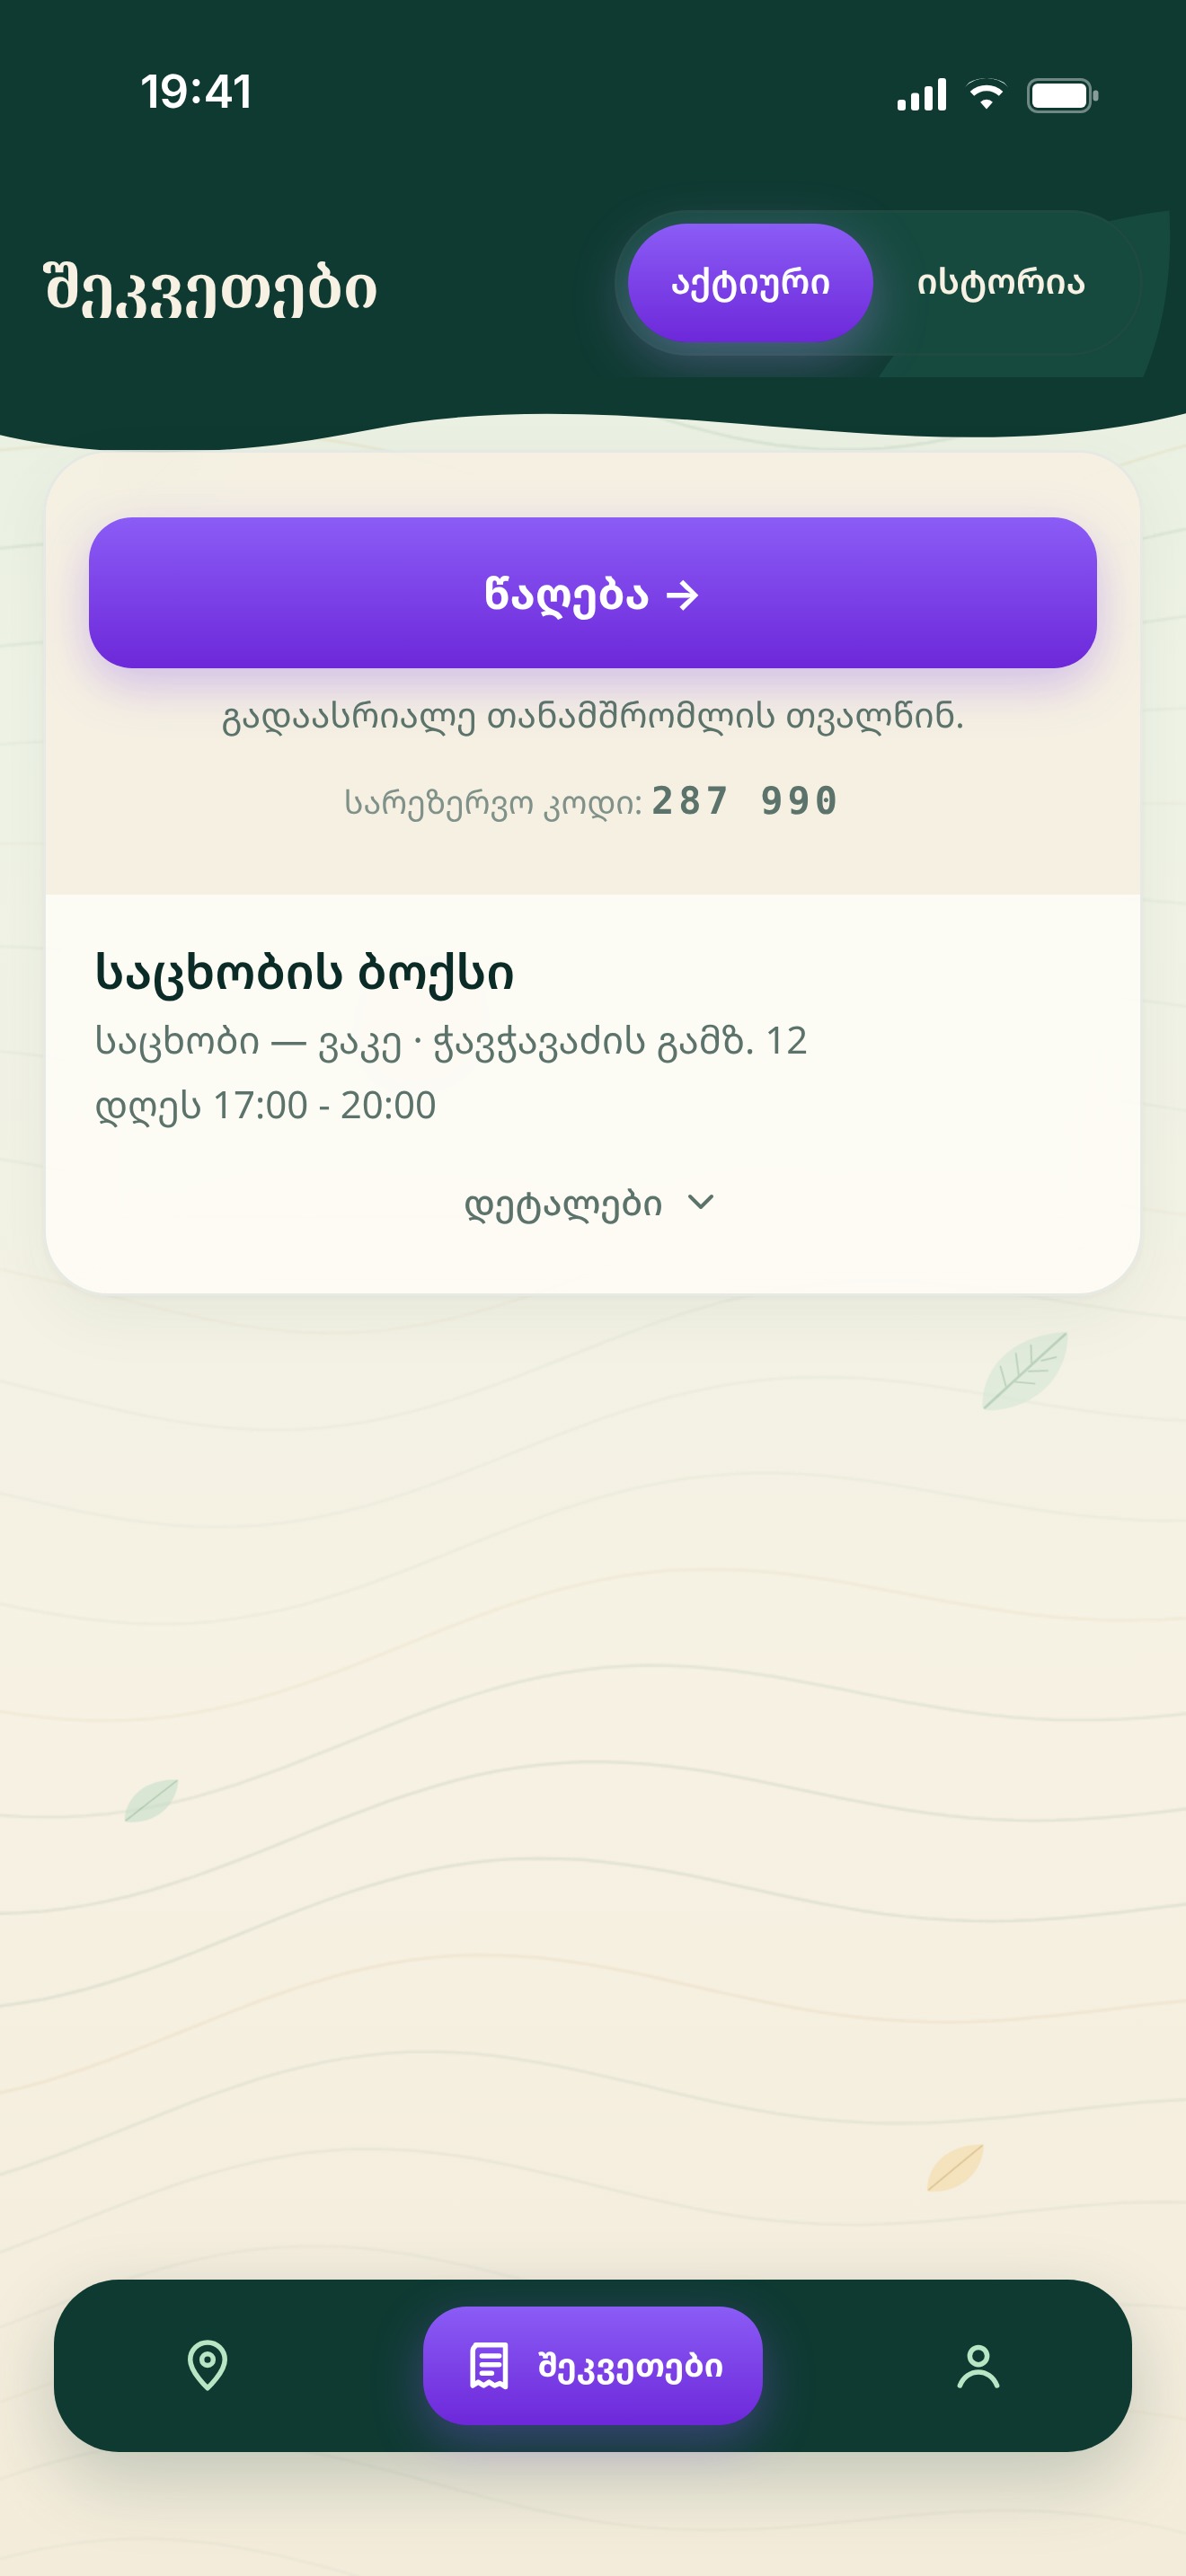 19:41
შეკვეთები
აქტიური
ისტორია
წაღება →
გადაასრიალე თანამშრომლის თვალწინ.
სარეზერვო კოდი: 287 990
საცხობის ბოქსი
საცხობი — ვაკე · ჭავჭავაძის გამზ. 12
დღეს 17:00 - 20:00
დეტალები
შეკვეთები